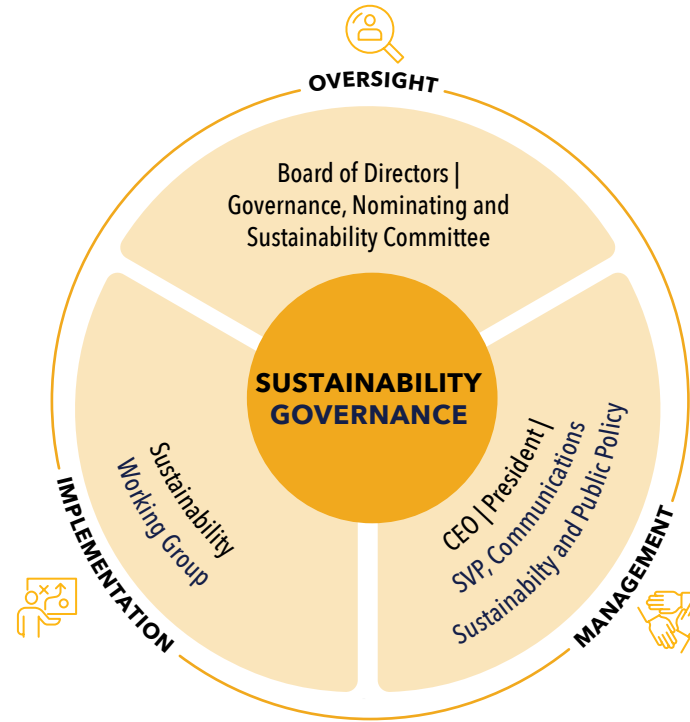 OVERSIGHT
Board of Directors |
Governance, Nominating and
Sustainability Committee
SUSTAINABILITY
GOVERNANCE
Sustainability
Working Group
IMPLEMENTATION
CEO | President |
SVP, Communications
Sustainabilty and Public Policy
MANAGEMENT